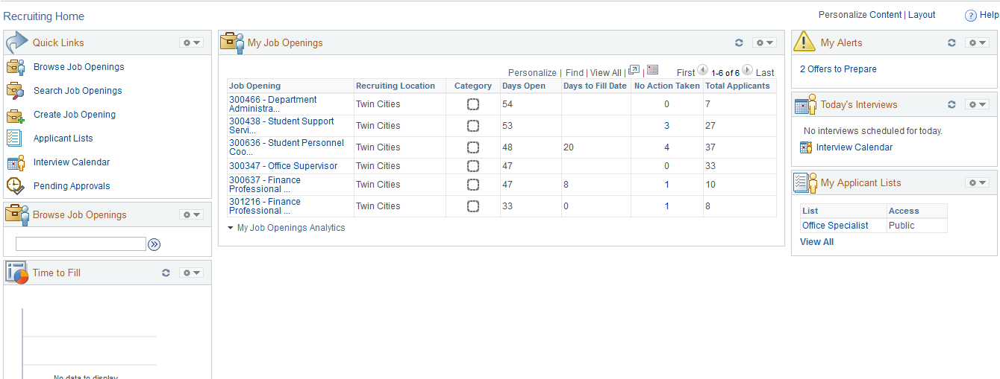 Recruiting Home
Personalize Content | Layout
Help
Quick Links
Browse Job Openings
Search Job Openings
Create Job Opening
Applicant Lists
Interview Calendar
Pending Approvals
Browse Job Openings
Time to Fill
No data to display
My Job Openings
Personalize | Find | View All | |
First 1-6 of 6 Last
Job Opening Recruiting Location Category Days Open Days to Fill Date No Action Taken Total Applicants
300466 - Department
Administra...
Twin Cities 54 0 7
300438 - Student Support
Servi...
Twin Cities 53 3 27
300636 - Student Personnel
Coo...
Twin Cities 48 20 4 37
300347 - Office Supervisor Twin Cities 47 0 33
300637 - Finance
Professional ...
Twin Cities 47 8 1 10
301216 - Finance
Professional ...
Twin Cities 33 0 1 8
My Job Openings Analytics
My Alerts
2 Offers to Prepare
Today's Interviews
No interviews scheduled for today.
Interview Calendar
My Applicant Lists
List Access
Office Specialist Public
View All